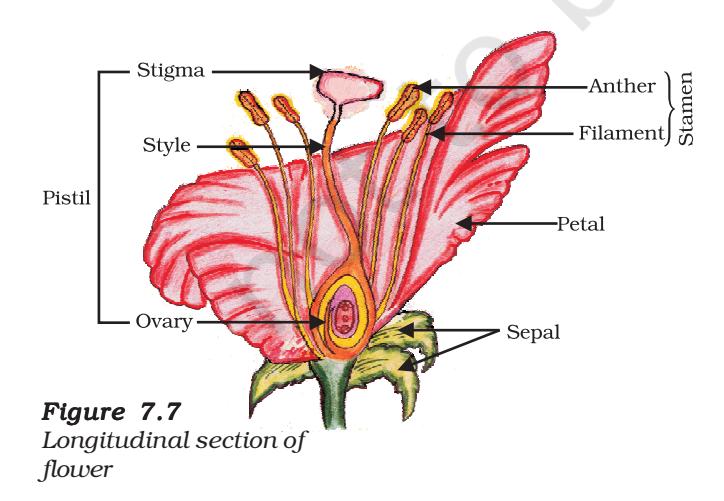 Stigma
Anther
Filament
Stamen
Style
Pistil
Petal
Ovary
Sepal
Figure 7.7
Longitudinal section of
flower